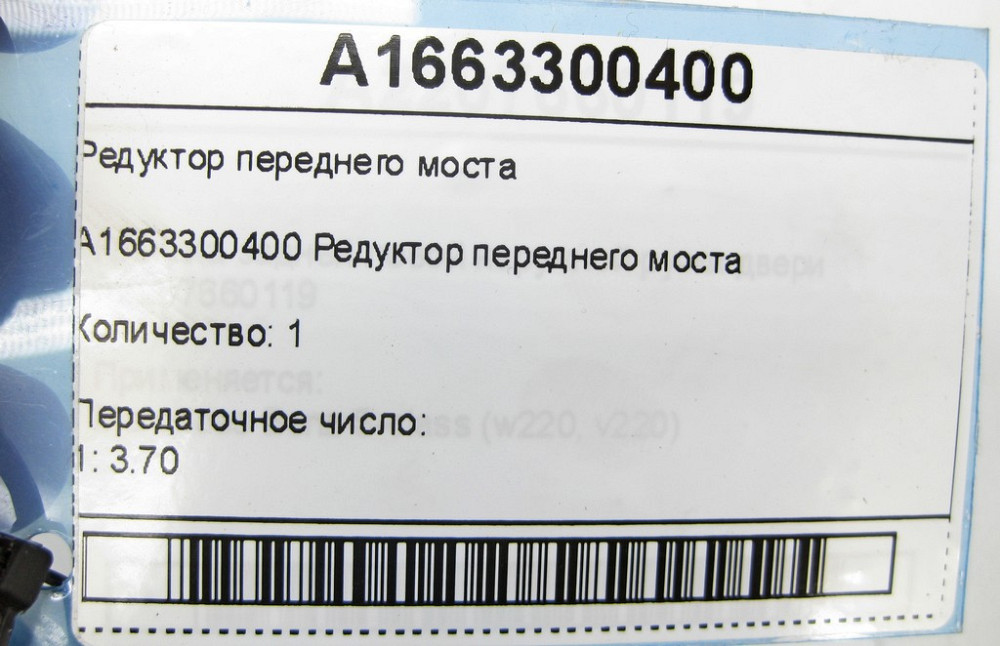 A1663300400
Редуктор переднего моста
A1663300400 Редуктор переднего моста
Количество: 1
Передаточное число:
1: 3.70